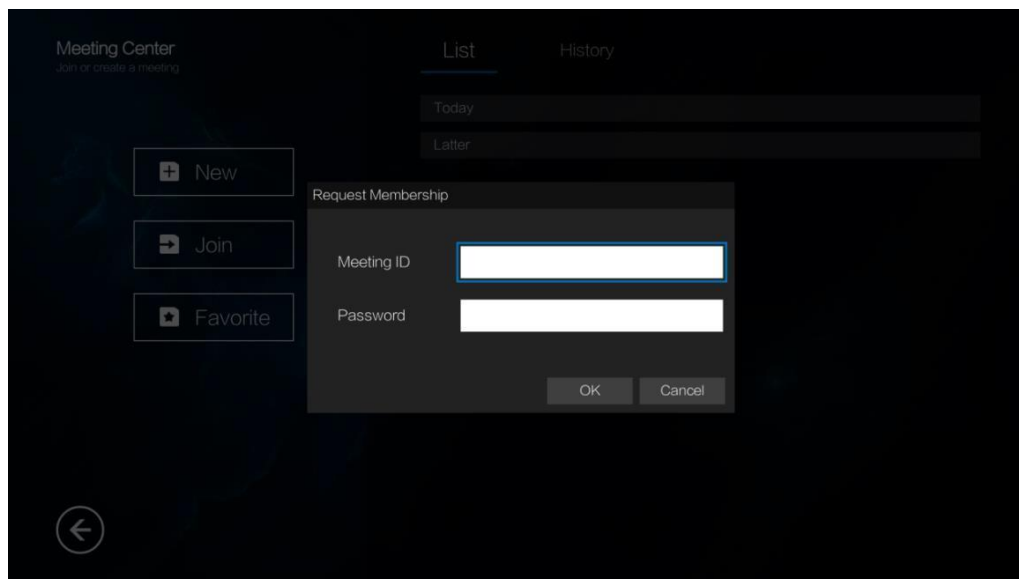 Meeting Center
Join or create a meeting
List History
Today
Latter
New
Join
Favorite
Request Membership
Meeting ID
Password
OK Cancel